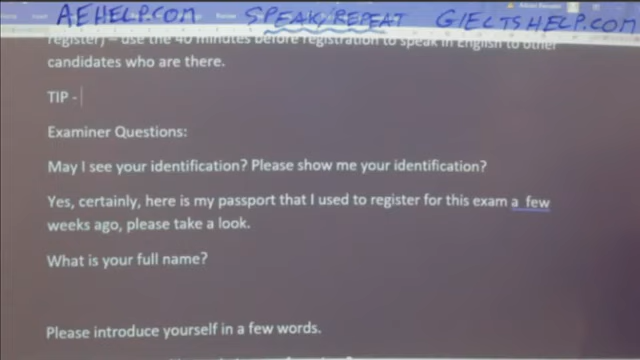 AEHELP.COM SPEAK/REPEAT GIELTSHELP.COM
register) – use the 40 minutes before registration to speak in English to other
candidates who are there.
TIP -
Examiner Questions:
May I see your identification? Please show me your identification?
Yes, certainly, here is my passport that I used to register for this exam a few
weeks ago, please take a look.
What is your full name?
Please introduce yourself in a few words.